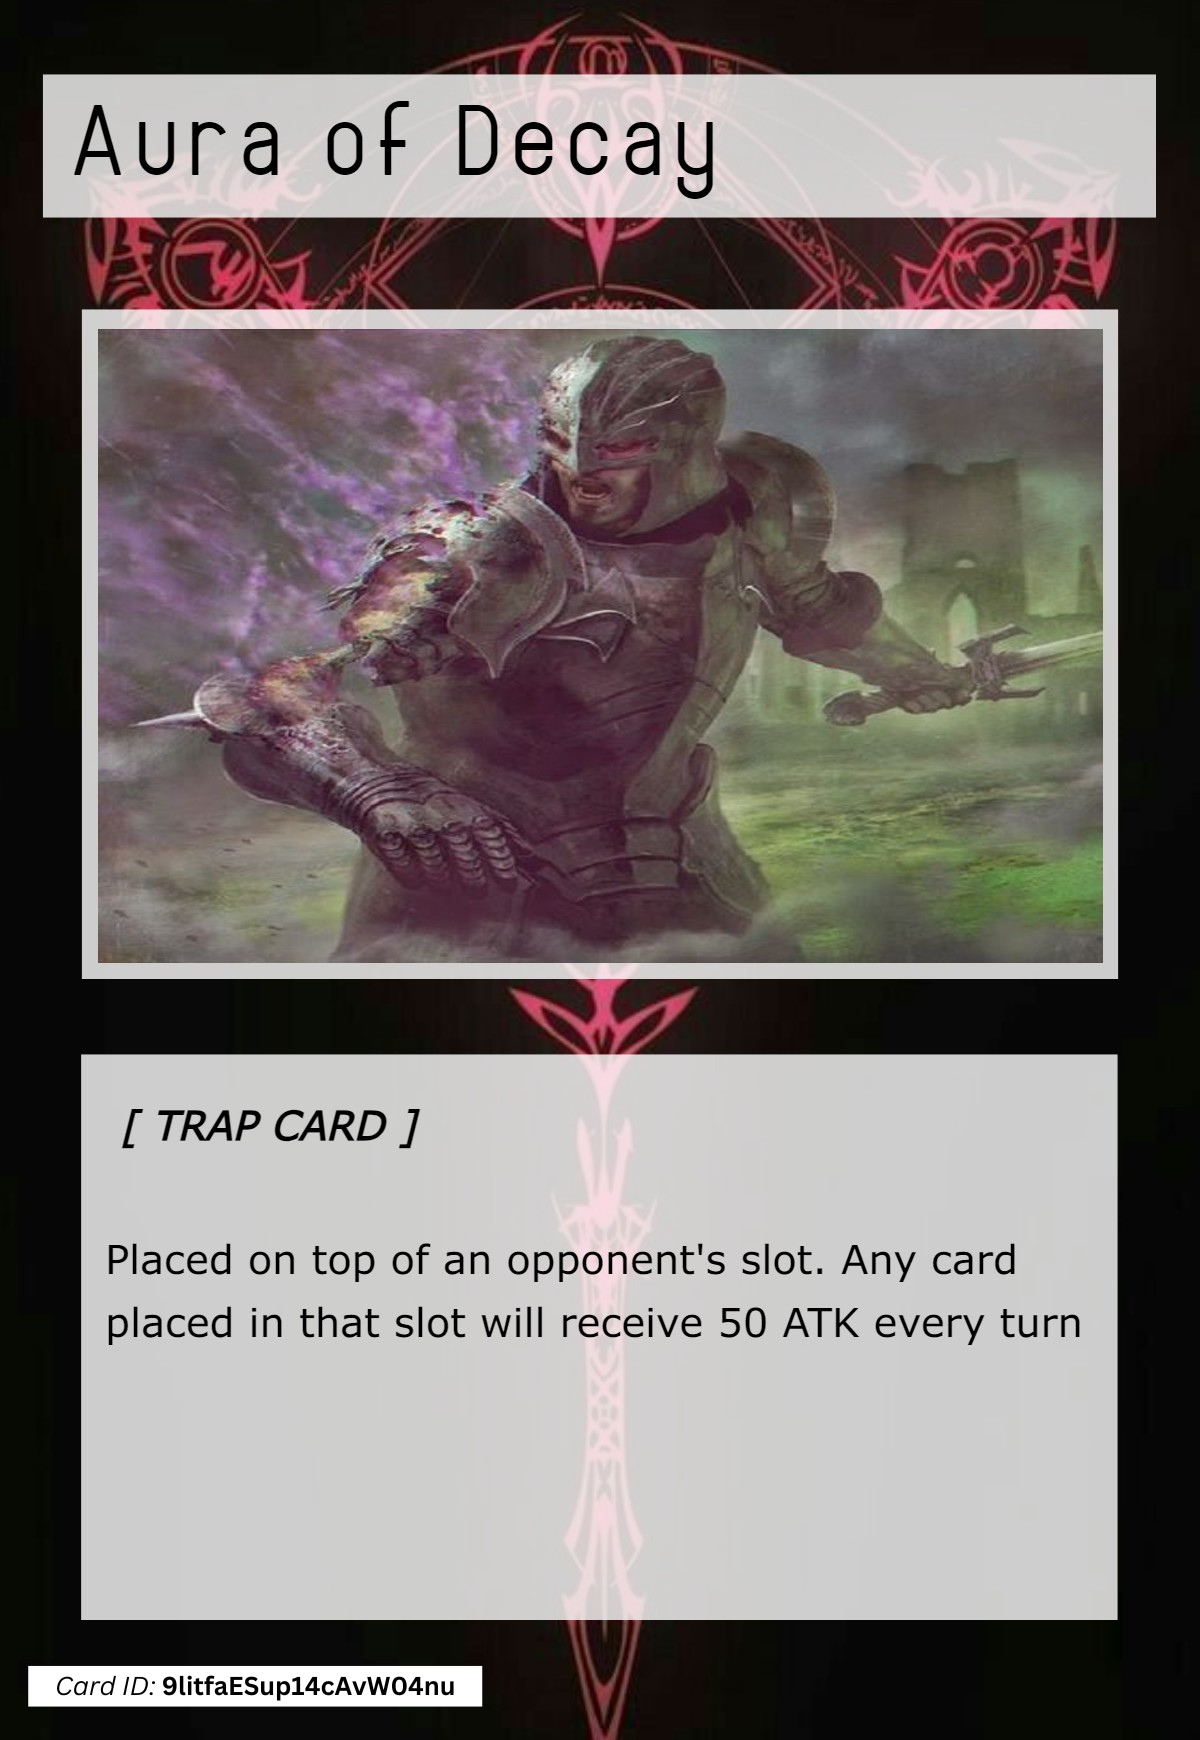 Aura of Decay
[ TRAP CARD ]
Placed on top of an opponent's slot. Any card
placed in that slot will receive 50 ATK every turn
Card ID: 9litfaESup14cAvW04nu